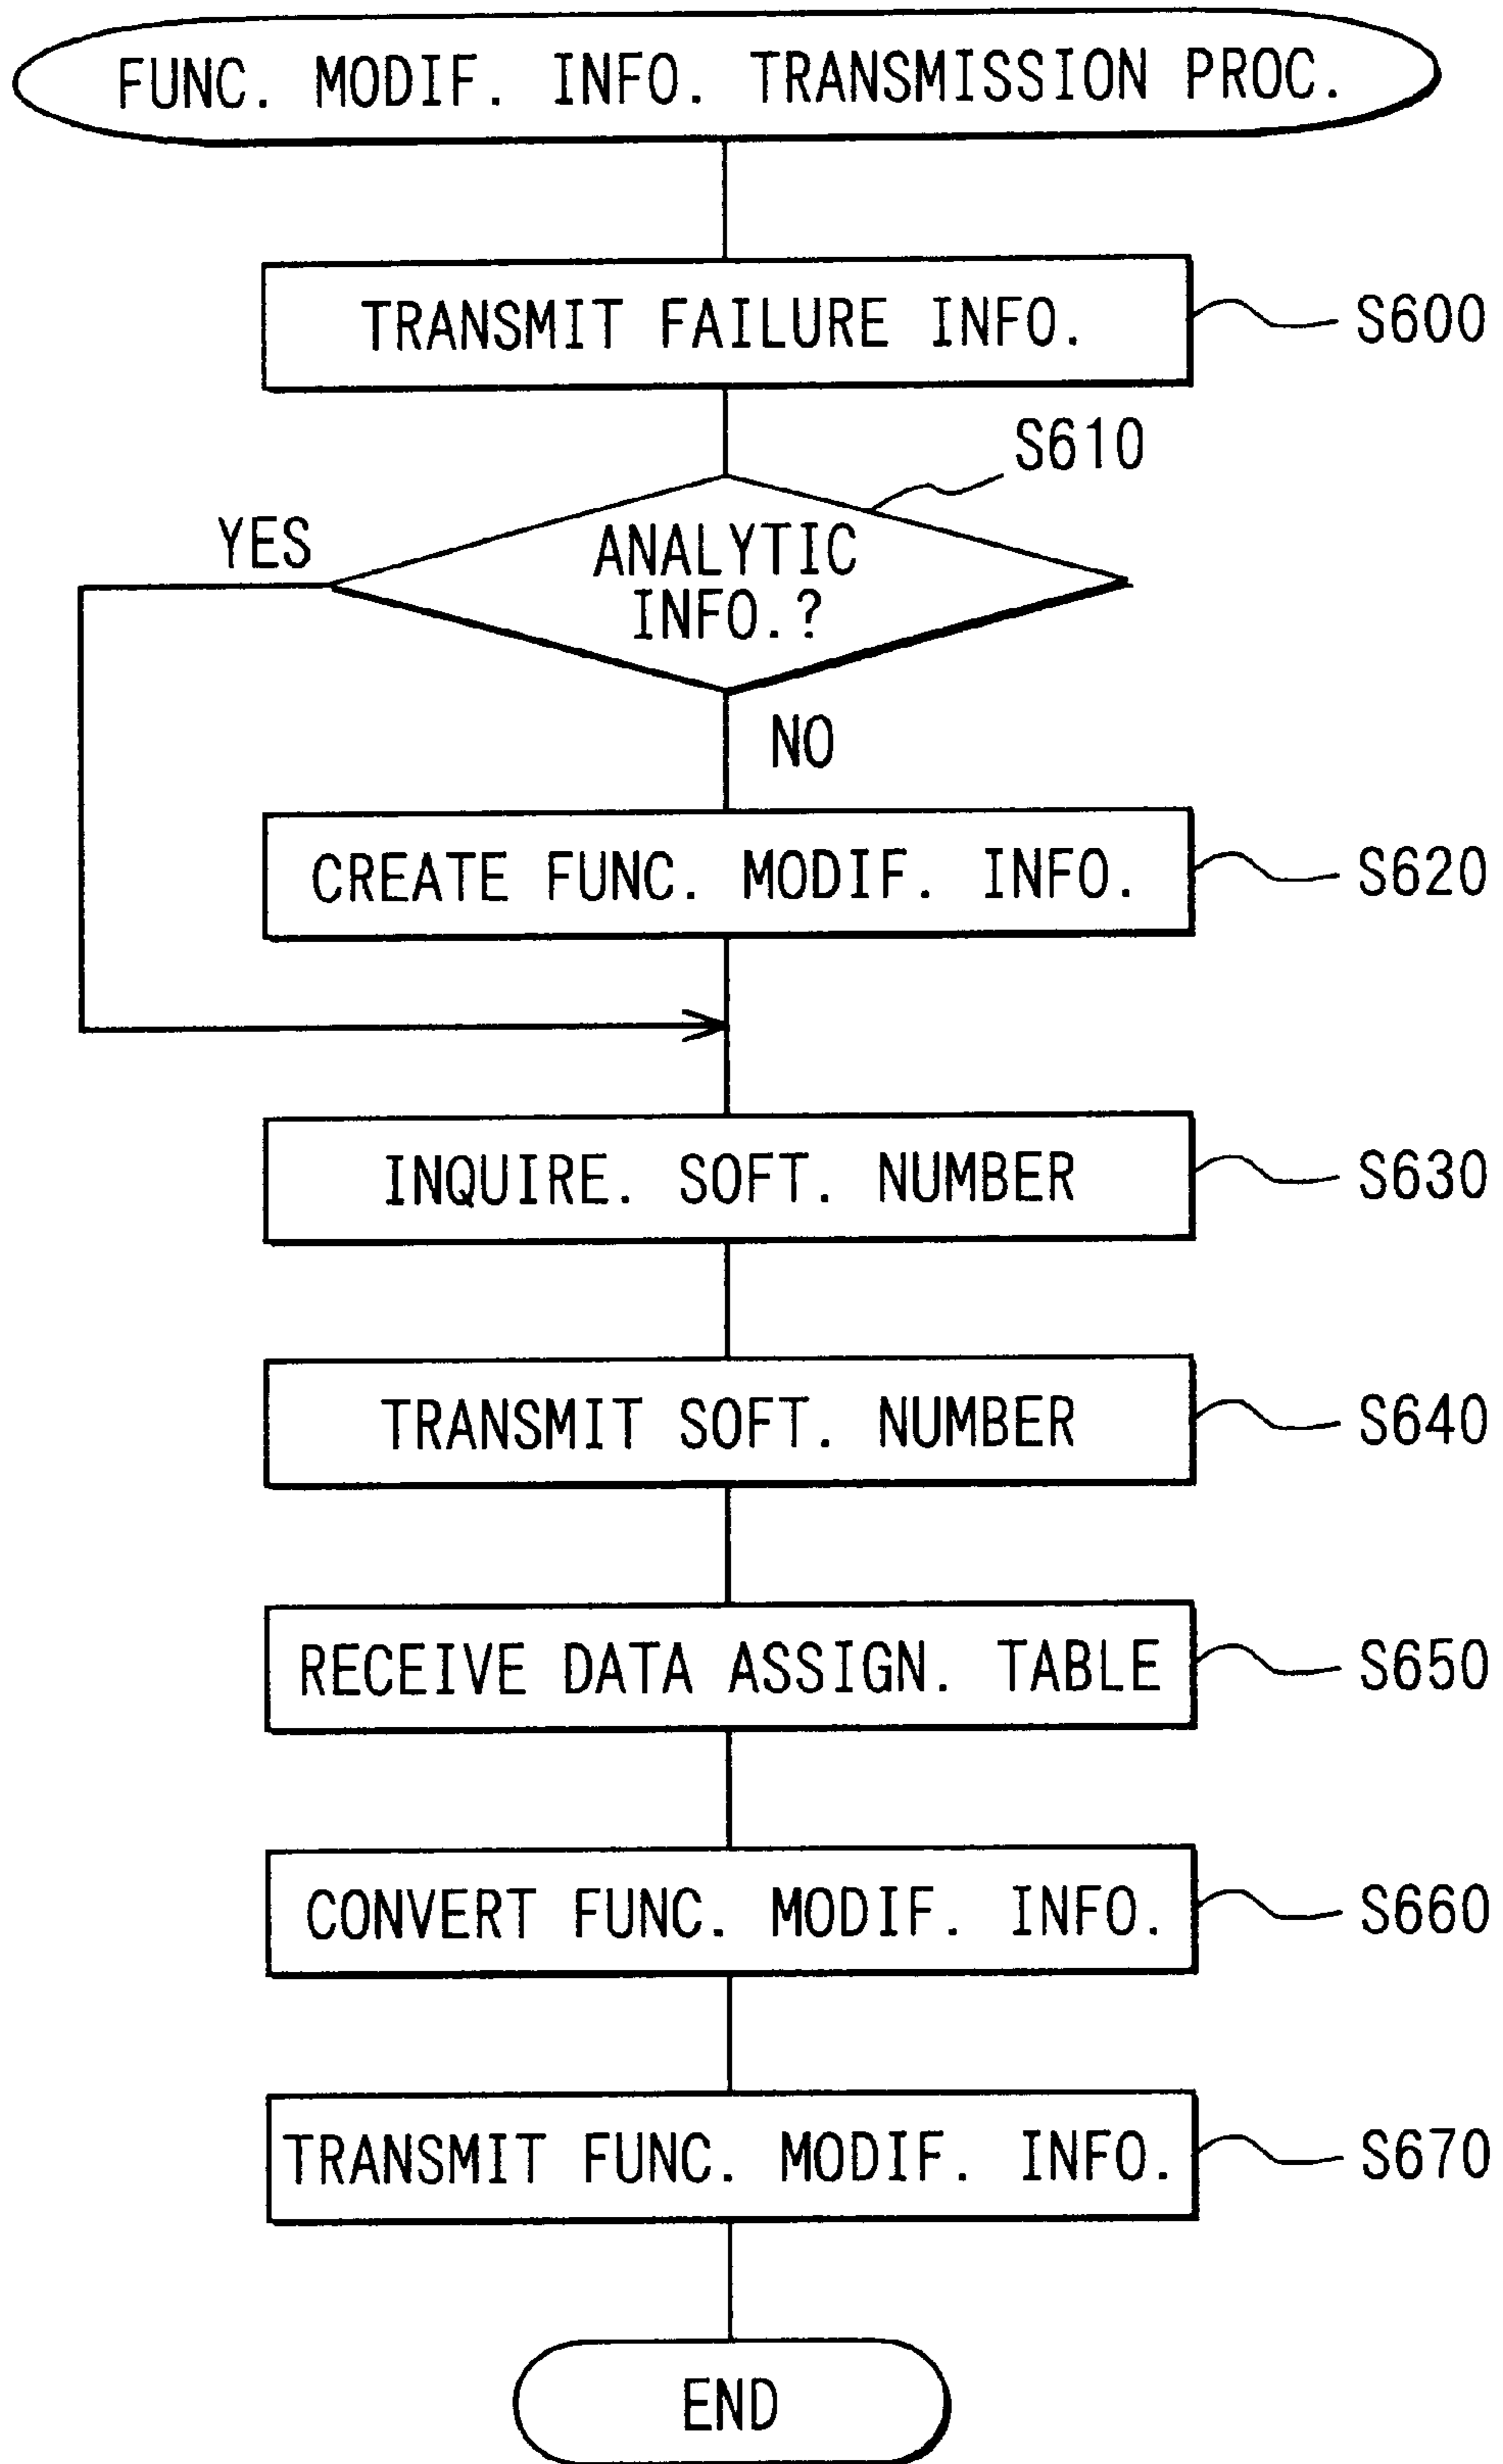 FUNC. MODIF. INFO. TRANSMISSION PROC.
TRANSMIT FAILURE INFO.
S600
S610
YES
ANALYTIC
INFO.?
NO
CREATE FUNC. MODIF. INFO.
S620
INQUIRE. SOFT. NUMBER
S630
TRANSMIT SOFT. NUMBER
S640
RECEIVE DATA ASSIGN. TABLE
S650
CONVERT FUNC. MODIF. INFO.
S660
TRANSMIT FUNC. MODIF. INFO.
S670
END